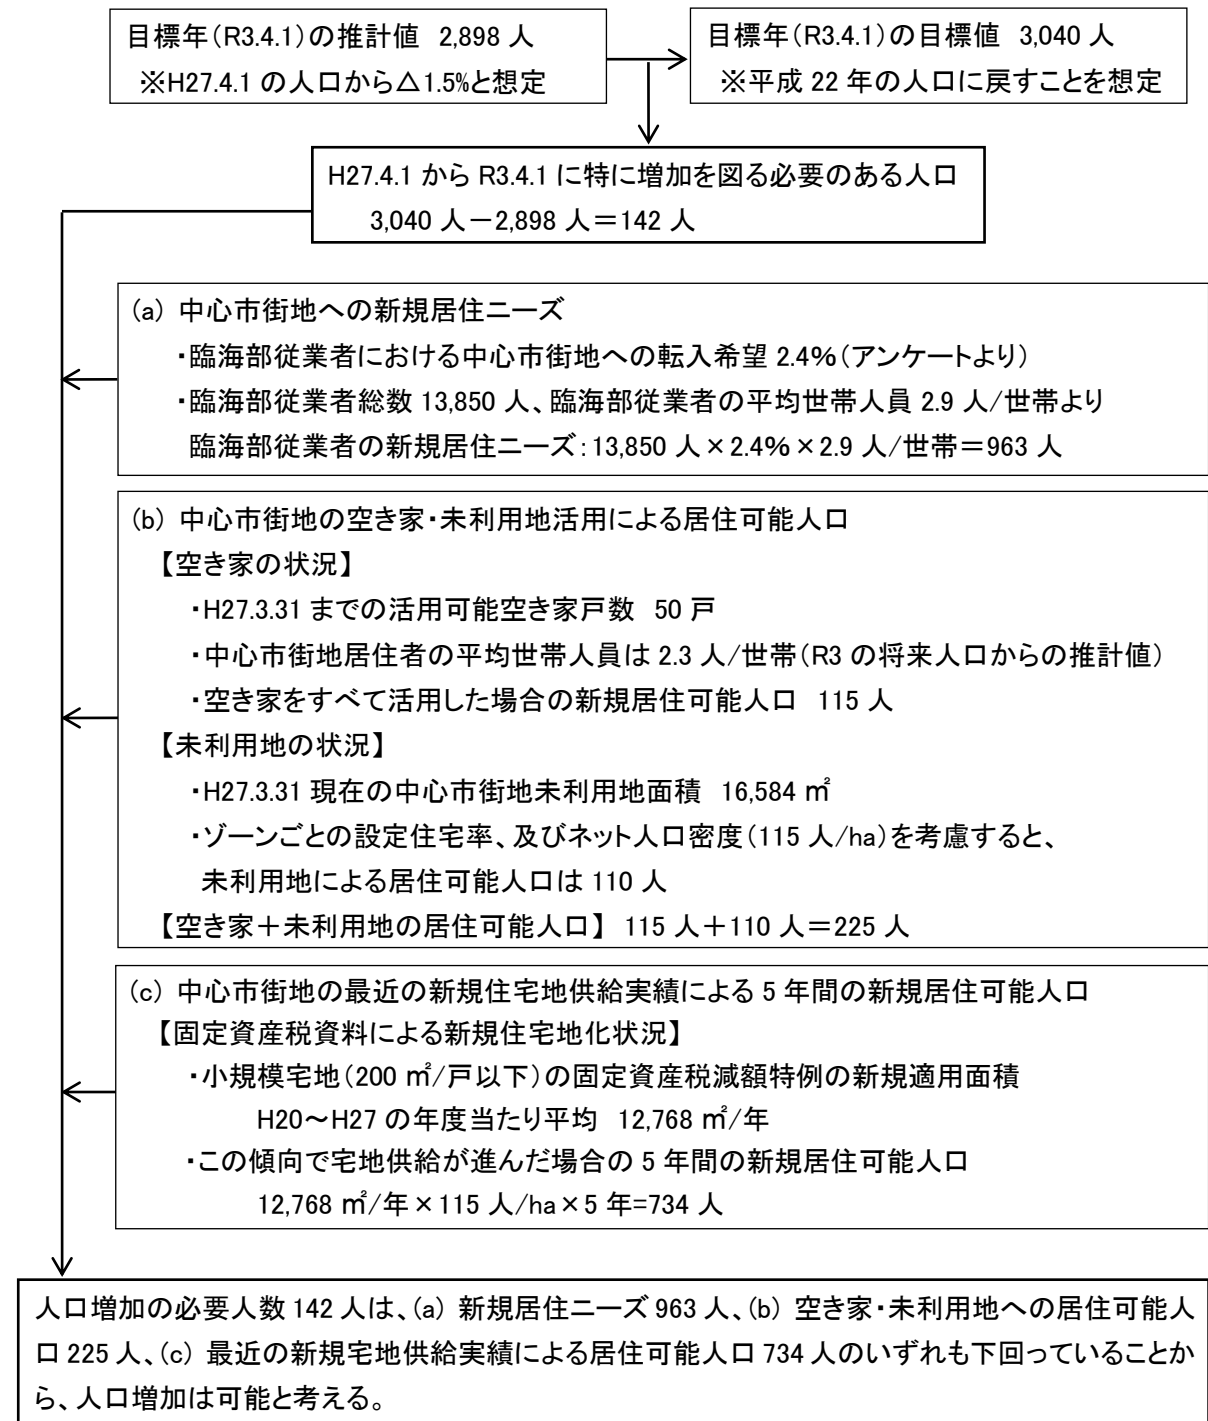 目標年(R3.4.1)の推計値 2,898 人
※H27.4.1 の人口から△1.5%と想定
目標年(R3.4.1)の目標値 3,040 人
※平成 22 年の人口に戻すことを想定
H27.4.1 から R3.4.1 に特に増加を図る必要のある人口
3,040 人－2,898 人＝142 人
(a) 中心市街地への新規居住ニーズ
・臨海部従業者における中心市街地への転入希望 2.4%(アンケートより)
・臨海部従業者総数 13,850 人、臨海部従業者の平均世帯人員 2.9 人/世帯より
臨海部従業者の新規居住ニーズ：13,850 人×2.4%×2.9 人/世帯＝963 人
(b) 中心市街地の空き家・未利用地活用による居住可能人口
【空き家の状況】
・H27.3.31 までの活用可能空き家戸数 50 戸
・中心市街地居住者の平均世帯人員は 2.3 人/世帯(R3 の将来人口からの推計値)
・空き家をすべて活用した場合の新規居住可能人口 115 人
【未利用地の状況】
・H27.3.31 現在の中心市街地未利用地面積 16,584 ㎡
・ゾーンごとの設定住宅率、及びネット人口密度(115 人/ha)を考慮すると、
未利用地による居住可能人口は 110 人
【空き家＋未利用地の居住可能人口】 115 人＋110 人＝225 人
(c) 中心市街地の最近の新規住宅地供給実績による 5 年間の新規居住可能人口
【固定資産税資料による新規住宅地化状況】
・小規模宅地(200 ㎡/戸以下)の固定資産税減額特例の新規適用面積
H20～H27 の年度当たり平均 12,768 ㎡/年
・この傾向で宅地供給が進んだ場合の 5 年間の新規居住可能人口
12,768 ㎡/年×115 人/ha×5 年=734 人
人口増加の必要人数 142 人は、(a) 新規居住ニーズ 963 人、(b) 空き家・未利用地への居住可能人
口 225 人、(c) 最近の新規宅地供給実績による居住可能人口 734 人のいずれも下回っていることか
ら、人口増加は可能と考える。